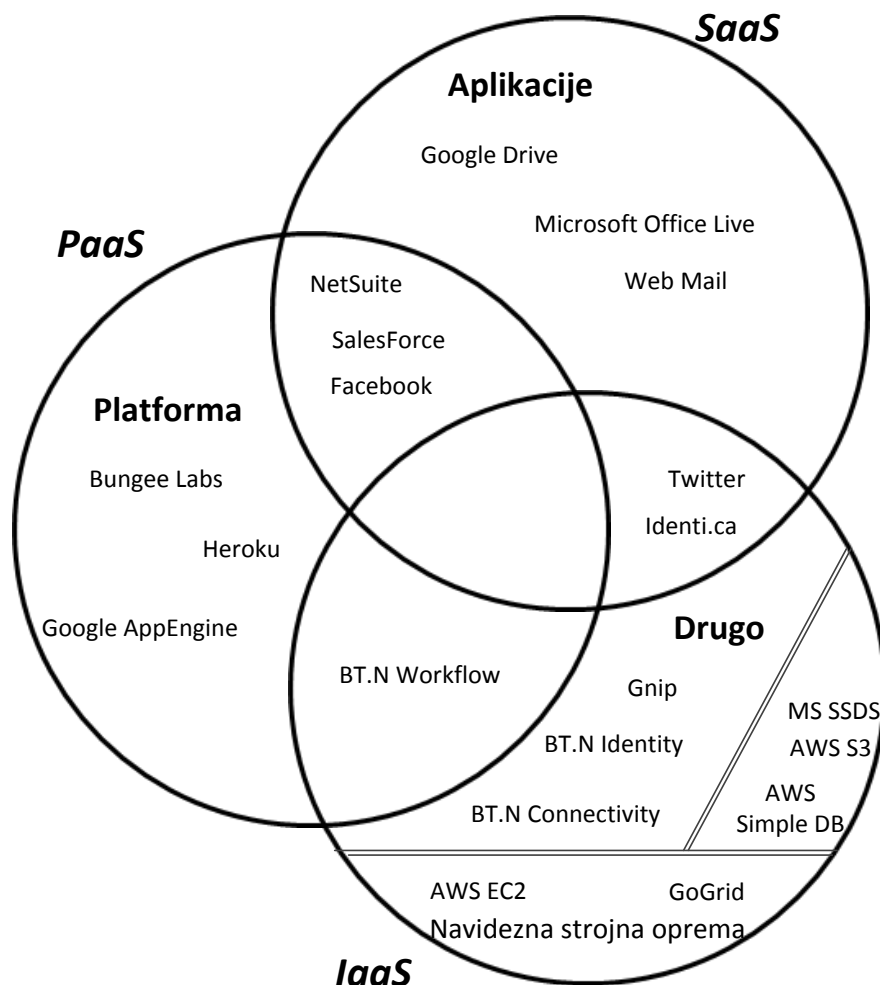 SaaS
Aplikacije
Google Drive
Microsoft Office Live
Web Mail
PaaS
NetSuite
SalesForce
Facebook
Platforma
Bungee Labs
Heroku
Google AppEngine
Twitter
Identi.ca
BT.N Workflow
Drugo
Gnip
BT.N Identity
BT.N Connectivity
MS SSDS
AWS S3
AWS
Simple DB
AWS EC2
GoGrid
Navidezna strojna oprema
IaaS